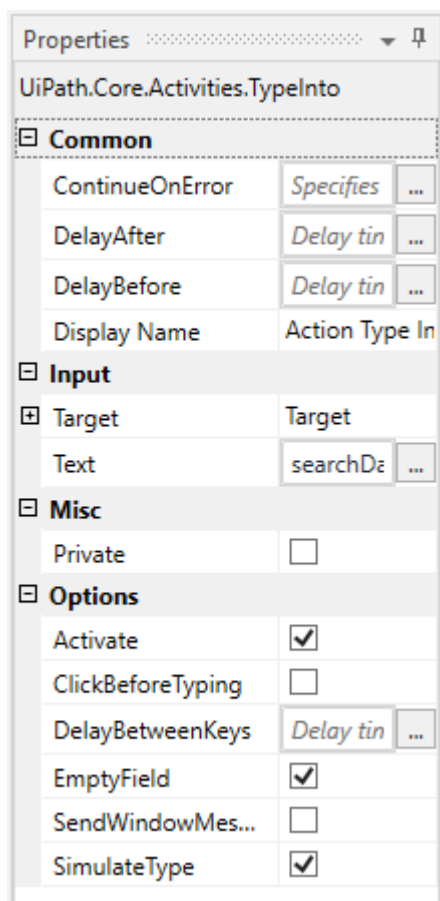 Properties
UiPath.Core.Activities.TypeInto
Common
ContinueOnError Specifies ...
DelayAfter Delay tin ...
DelayBefore Delay tin ...
Display Name Action Type In
Input
Target Target
Text searchDa ...
Misc
Private
Options
Activate
ClickBeforeTyping
DelayBetweenKeys Delay tin ...
EmptyField
SendWindowMes...
SimulateType